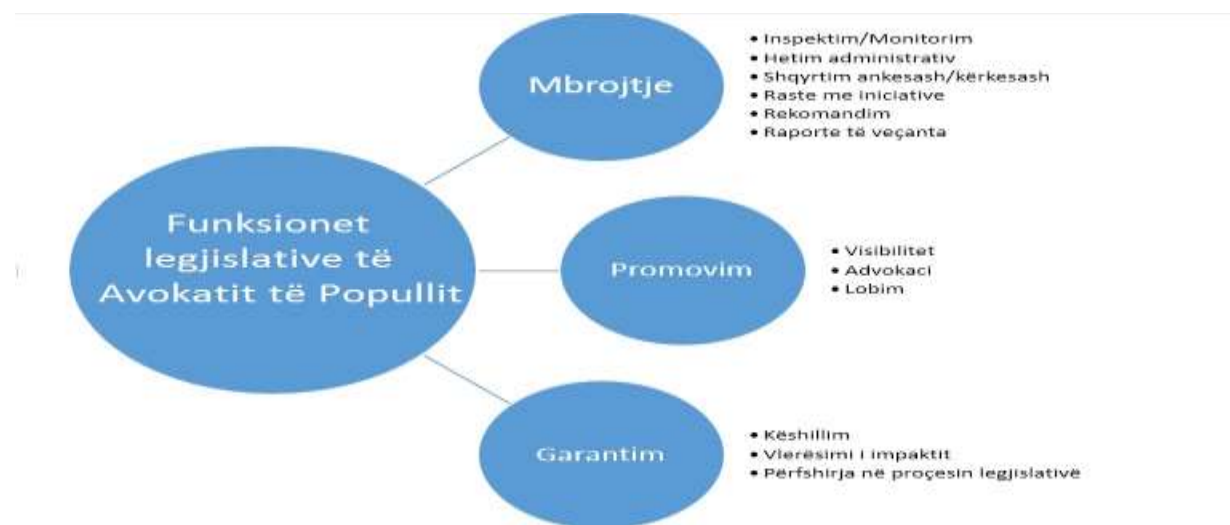 Funksionet
legjislative të
Avokatit të Popullit
Mbrojtje
• Inspektim/Monitorim
• Hetim administrativ
• Shqyrtim ankesash/kërkesash
• Raste me iniciative
• Rekomandim
• Raporte të veçanta
Promovim
• Visibilitet
• Advokaci
• Lobim
Garantim
• Këshillim
• Vlerësimi i impaktit
• Përfshirja në proçesin legjislativë